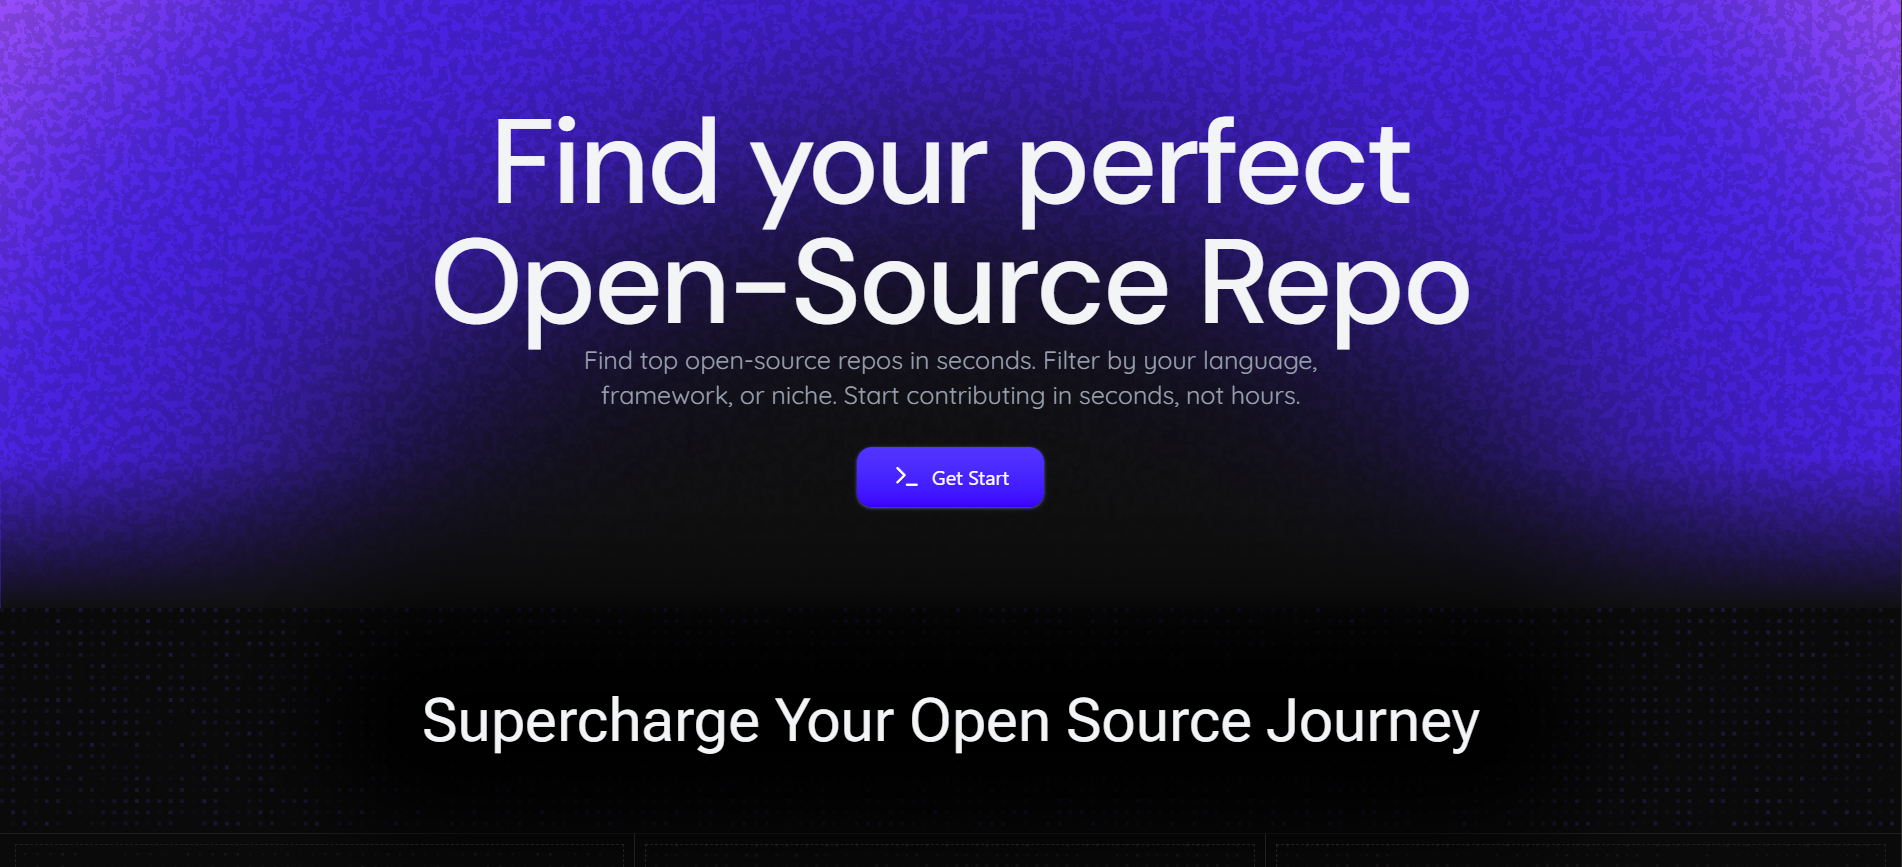 Find your perfect
Open-Source Repo
Find top open-source repos in seconds. Filter by your language,
framework, or niche. Start contributing in seconds, not hours.
Get Start
Supercharge Your Open Source Journey